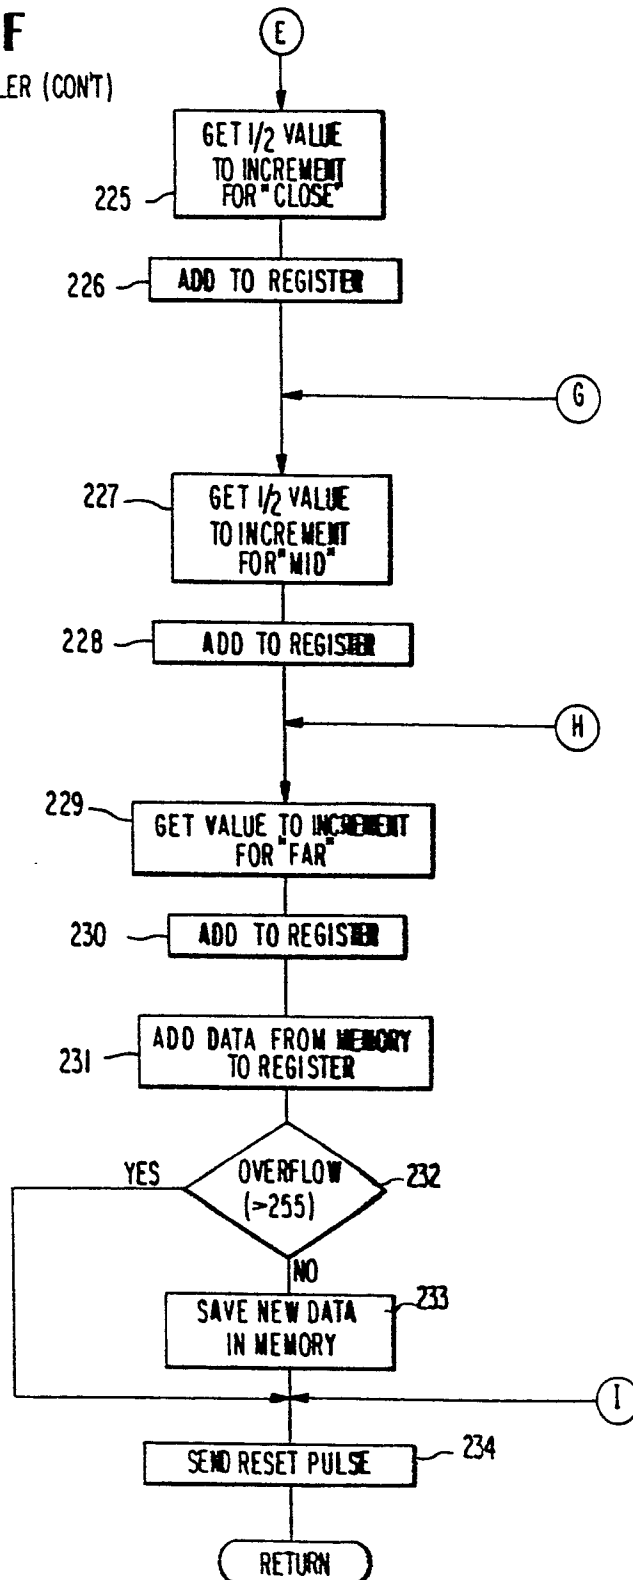 F
E
LER (CON'T)
GET 1/2 VALUE
TO INCREMENT
FOR "CLOSE"
225
226
ADD TO REGISTER
G
227
GET 1/2 VALUE
TO INCREMENT
FOR "MID"
228
ADD TO REGISTER
H
229
GET VALUE TO INCREMENT
FOR "FAR"
230
ADD TO REGISTER
231
ADD DATA FROM MEMORY
TO REGISTER
YES
OVERFLOW
(>255)
232
NO
SAVE NEW DATA
IN MEMORY
233
I
SEND RESET PULSE
234
RETURN